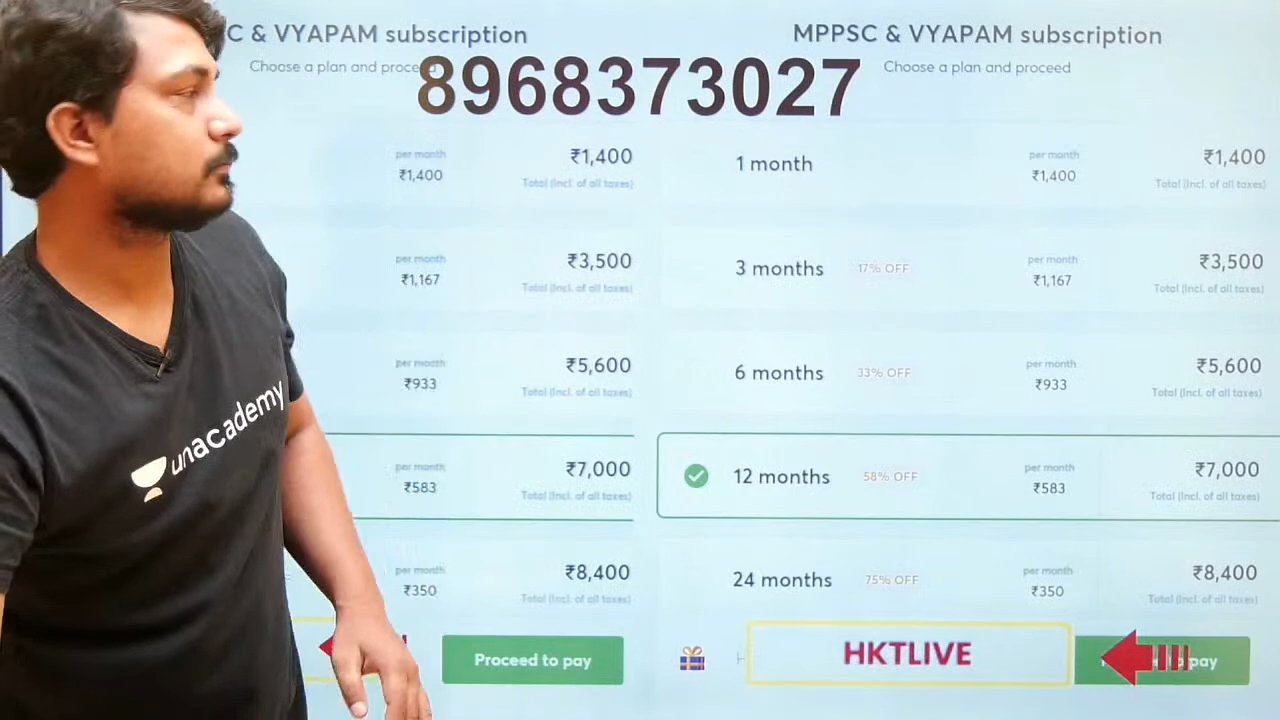 C & VYAPAM subscription
Choose a plan and proceed
8968373027
per month
₹1,400
₹1,400
Total (Incl. of all taxes)
per month
₹1,167
₹3,500
Total (Incl. of all taxes)
per month
₹933
₹5,600
Total (Incl. of all taxes)
per month
₹583
₹7,000
Total (Incl. of all taxes)
per month
₹350
₹8,400
Total (Incl. of all taxes)
Proceed to pay
unacademy
MPPSC & VYAPAM subscription
Choose a plan and proceed
1 month
per month
₹1,400
₹1,400
Total (Incl. of all taxes)
3 months
17% OFF
per month
₹1,167
₹3,500
Total (Incl. of all taxes)
6 months
33% OFF
per month
₹933
₹5,600
Total (Incl. of all taxes)
12 months
58% OFF
per month
₹583
₹7,000
Total (Incl. of all taxes)
24 months
75% OFF
per month
₹350
₹8,400
Total (Incl. of all taxes)
HKTLIVE
pay